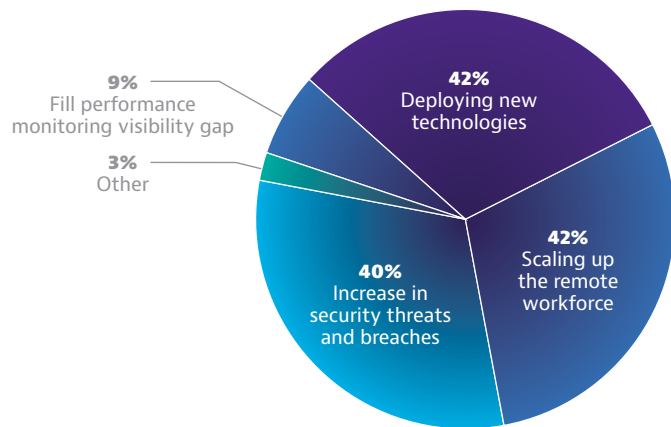 42%
Deploying new
technologies
9%
Fill performance
monitoring visibility gap
3%
Other
42%
Scaling up
the remote
workforce
40%
Increase in
security threats
and breaches